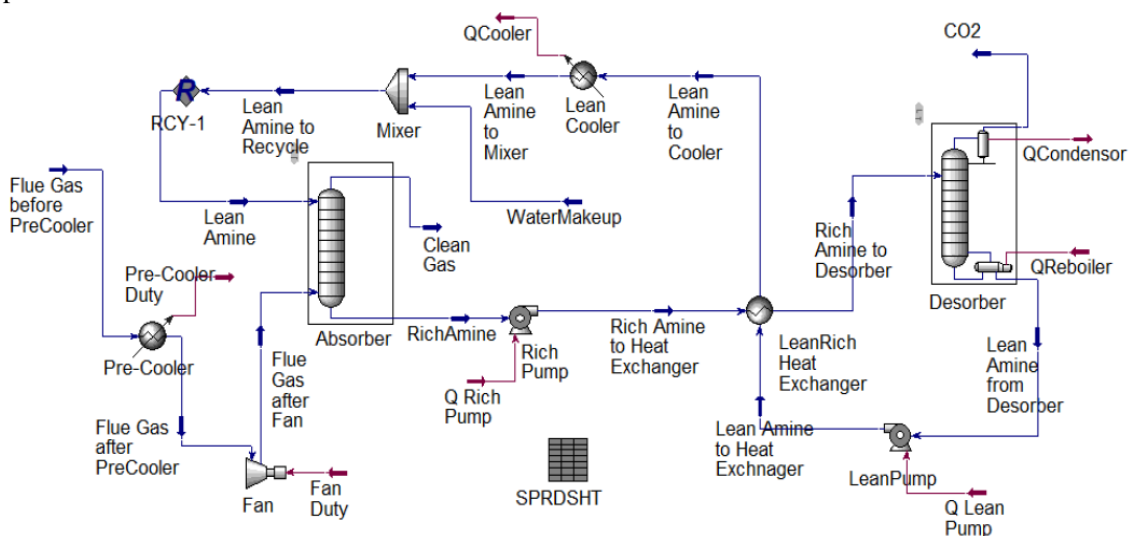 QCooler
CO2
RCY-1
Lean
Amine to
Recycle
Mixer
Lean
Amine
to
Mixer
Lean
Cooler
Lean
Amine
to
Cooler
QCondensor
Flue Gas
before
PreCooler
Lean
Amine
Clean
Gas
WaterMakeup
Rich
Amine to
Desorber
QReboiler
Desorber
Pre-Cooler
Duty
Pre-Cooler
Absorber
RichAmine
Rich
Pump
Rich Amine
to Heat
Exchanger
LeanRich
Heat
Exchanger
Lean
Amine
from
Desorber
Flue
Gas
after
Fan
Q Rich
Pump
Flue Gas
after
PreCooler
Fan
Fan
Duty
SPRDSHT
Lean Amine
to Heat
Exchnager
LeanPump
Q Lean
Pump